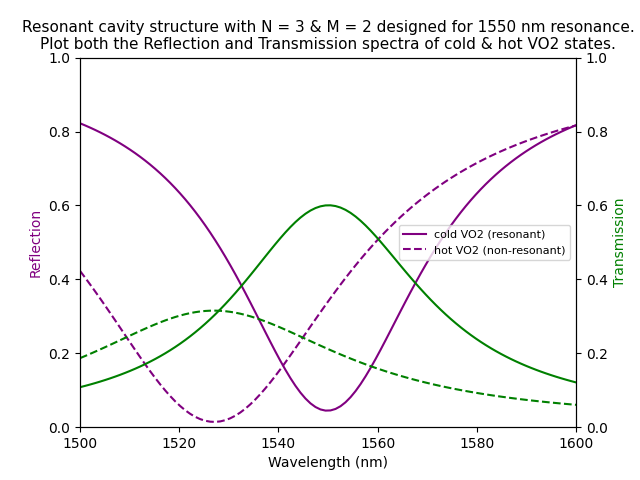 Resonant cavity structure with N = 3 & M = 2 designed for 1550 nm resonance.
Plot both the Reflection and Transmission spectra of cold & hot VO2 states.
1.0
0.8
0.6
0.4
0.2
0.0
Reflection
1.0
0.8
0.6
0.4
0.2
0.0
Transmission
cold VO2 (resonant)
hot VO2 (non-resonant)
1500
1520
1540
1560
1580
1600
Wavelength (nm)